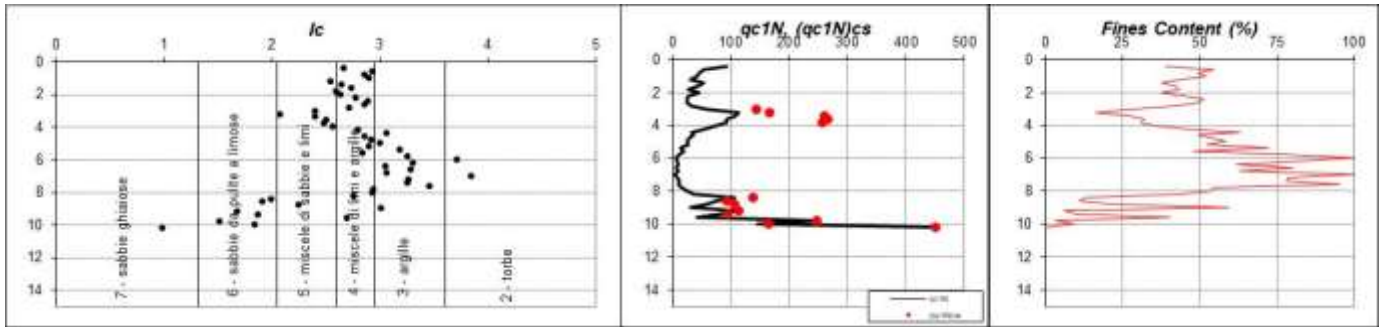 Ic
0 1 2 3 4 5
0
2
4
6
8
10
12
14
7 - sabbie ghiaiose
6 - sabbie da pulite a limose
5 - miscele di sabbie e limi
4 - miscele di limi e argille
3 - argille
2 - torbe
qc1N, (qc1N)cs
0 100 200 300 400 500
0
2
4
6
8
10
12
14
Fines Content (%)
0 25 50 75 100
0
2
4
6
8
10
12
14